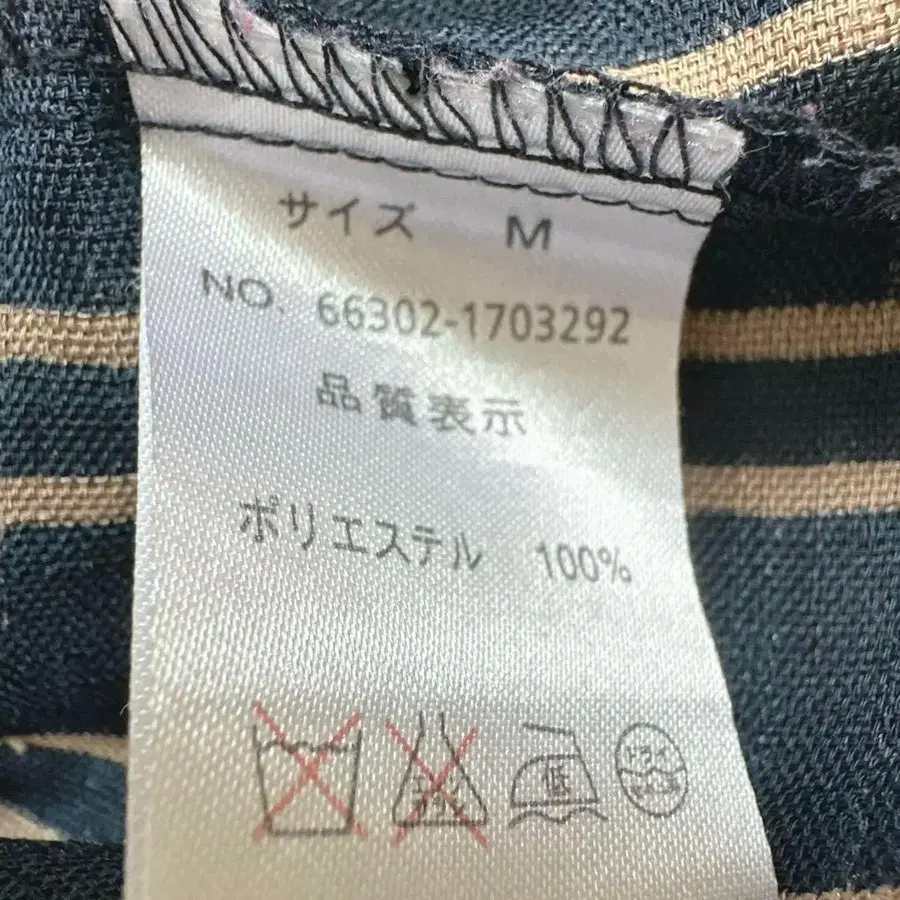 サイズ M
NO. 66302-1703292
品質表示
ポリエステル 100%
低
ドライ